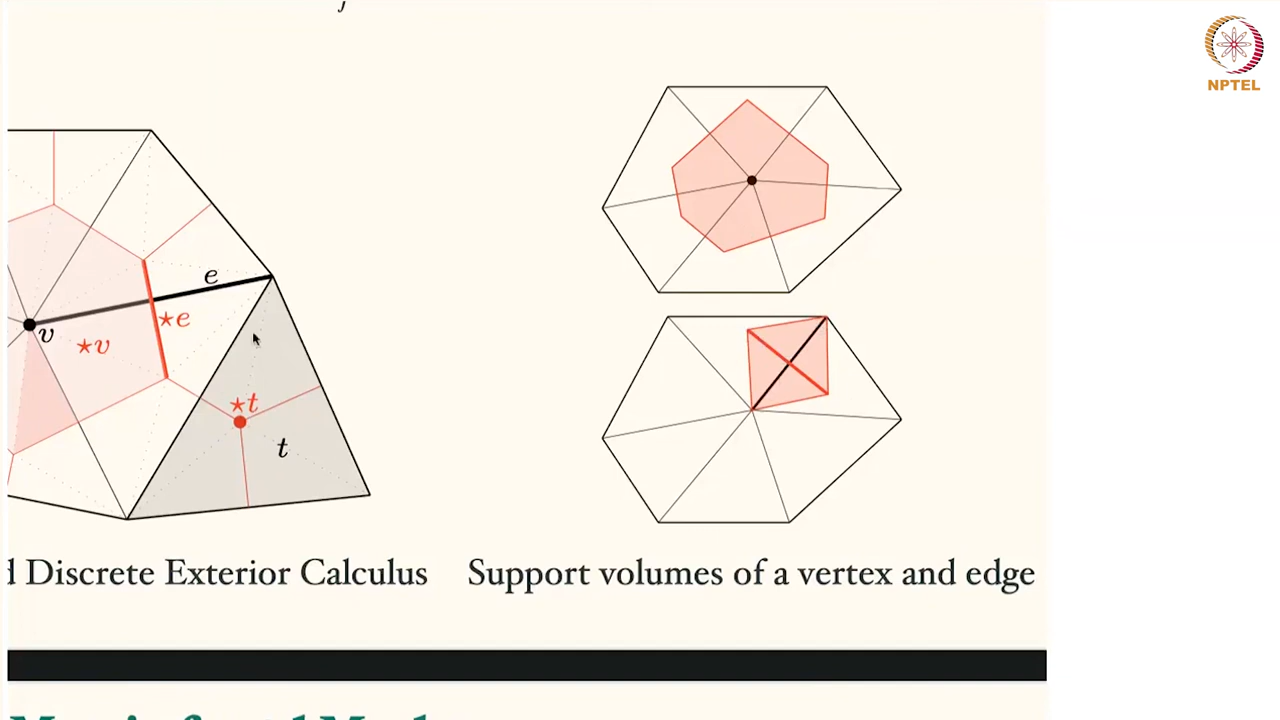 NPTEL
e
v
⋆e
⋆v
⋆t
t
Discrete Exterior Calculus
Support volumes of a vertex and edge